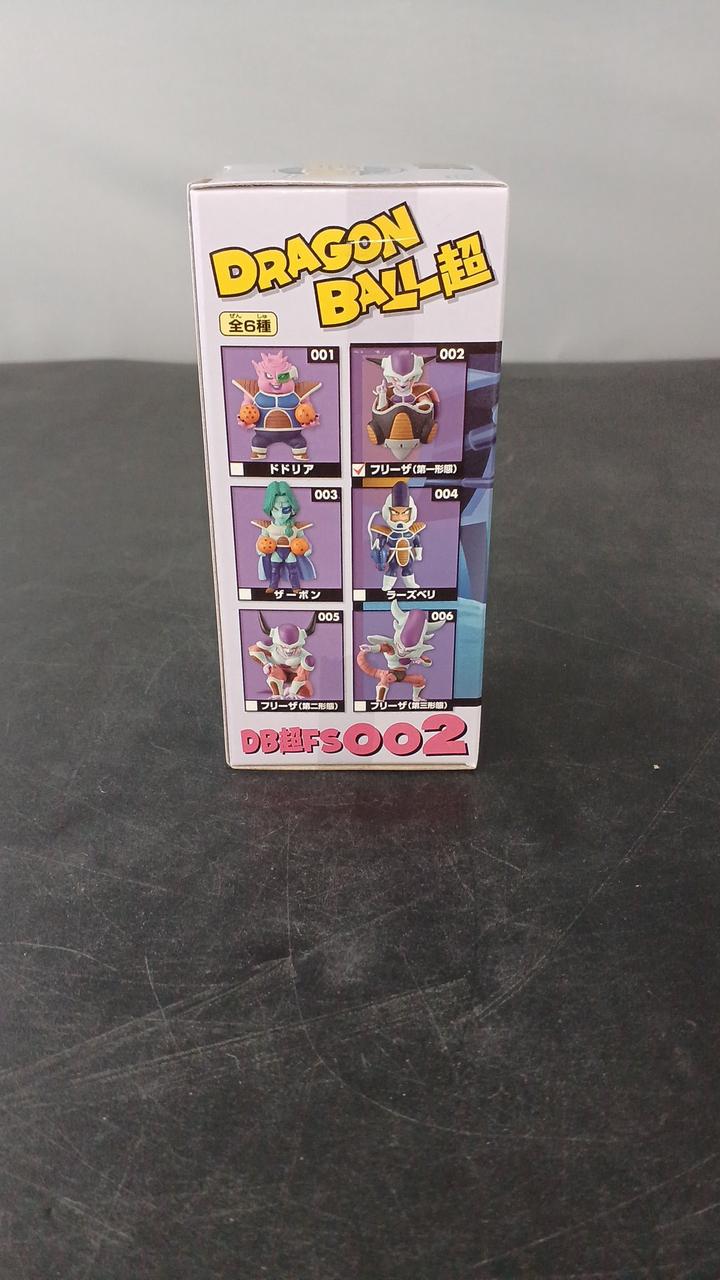 DRAGON
BALL超
ぜん しゅ
全6種
001
002
ドドリア
フリーザ(第一形態)
003
004
ザーボン
ラーズベリ
005
006
フリーザ(第二形態)
フリーザ(第三形態)
DB超FS002